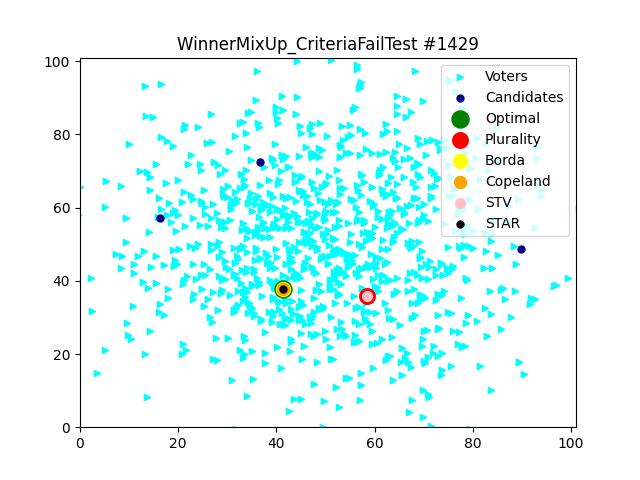 WinnerMixUp_CriteriaFailTest #1429
100
80
60
40
20
0
0 20 40 60 80 100
Voters
Candidates
Optimal
Plurality
Borda
Copeland
STV
STAR